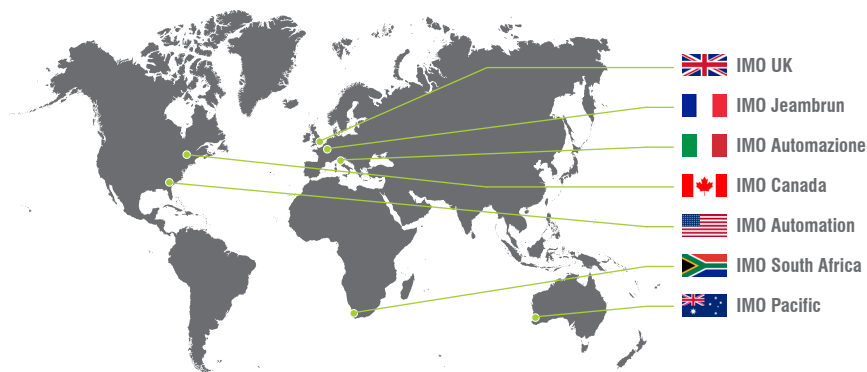 IMO UK
IMO Jeambrun
IMO Automazione
IMO Canada
IMO Automation
IMO South Africa
IMO Pacific